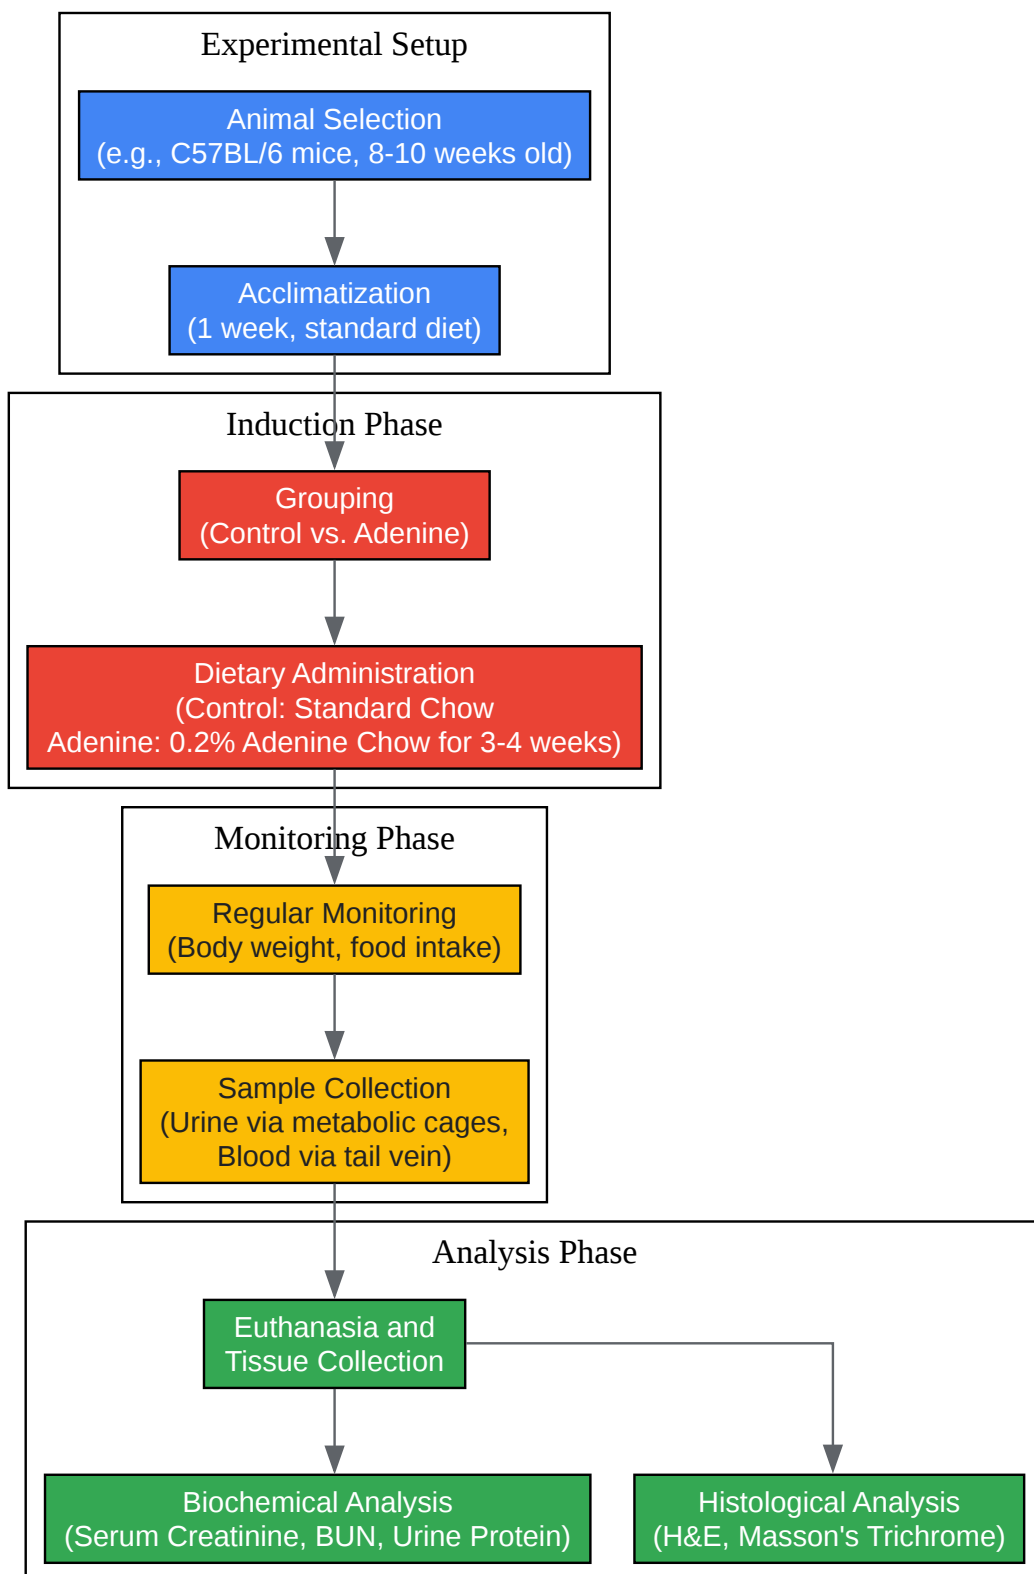 Experimental Setup
Animal Selection
(e.g., C57BL/6 mice, 8-10 weeks old)
Acclimatization
(1 week, standard diet)
Induction Phase
Grouping
(Control vs. Adenine)
Dietary Administration
(Control: Standard Chow
Adenine: 0.2% Adenine Chow for 3-4 weeks)
Monitoring Phase
Regular Monitoring
(Body weight, food intake)
Sample Collection
(Urine via metabolic cages,
Blood via tail vein)
Analysis Phase
Euthanasia and
Tissue Collection
Biochemical Analysis
(Serum Creatinine, BUN, Urine Protein)
Histological Analysis
(H&E, Masson's Trichrome)